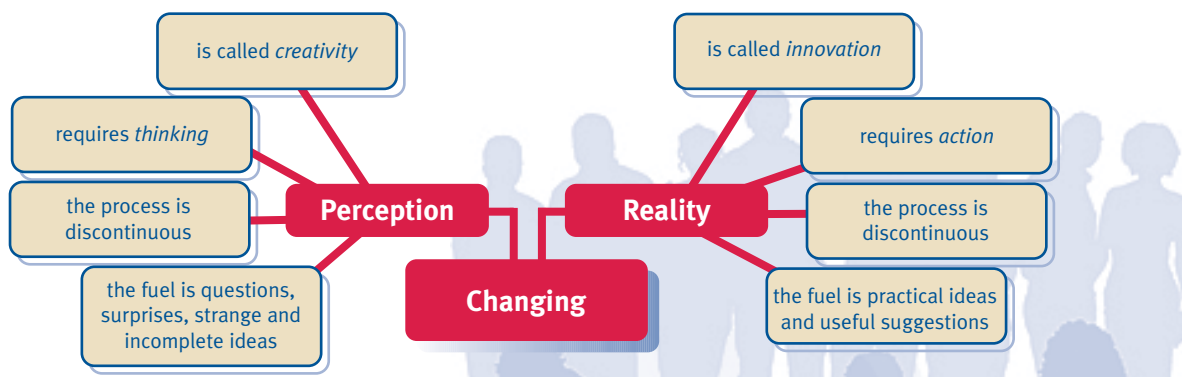 is called creativity
requires thinking
the process is
discontinuous
the fuel is questions,
surprises, strange and
incomplete ideas
Perception
Changing
Reality
is called innovation
requires action
the process is
discontinuous
the fuel is practical ideas
and useful suggestions